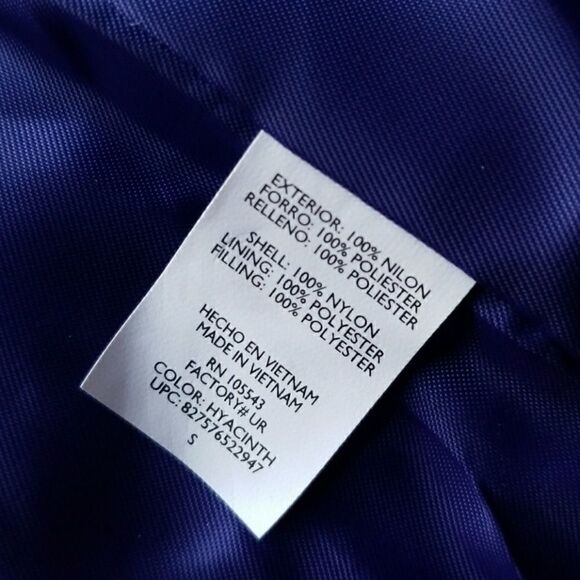 EXTERIOR: 100% NILON
FORRO: 100% POLIESTER
RELLENO: 100% POLIESTER
SHELL: 100% NYLON
LINING: 100% POLYESTER
FILLING: 100% POLYESTER
HECHO EN VIETNAM
MADE IN VIETNAM
RN 105543
FACTORY# UR
COLOR: HYACINTH
UPC: 827576522947
S